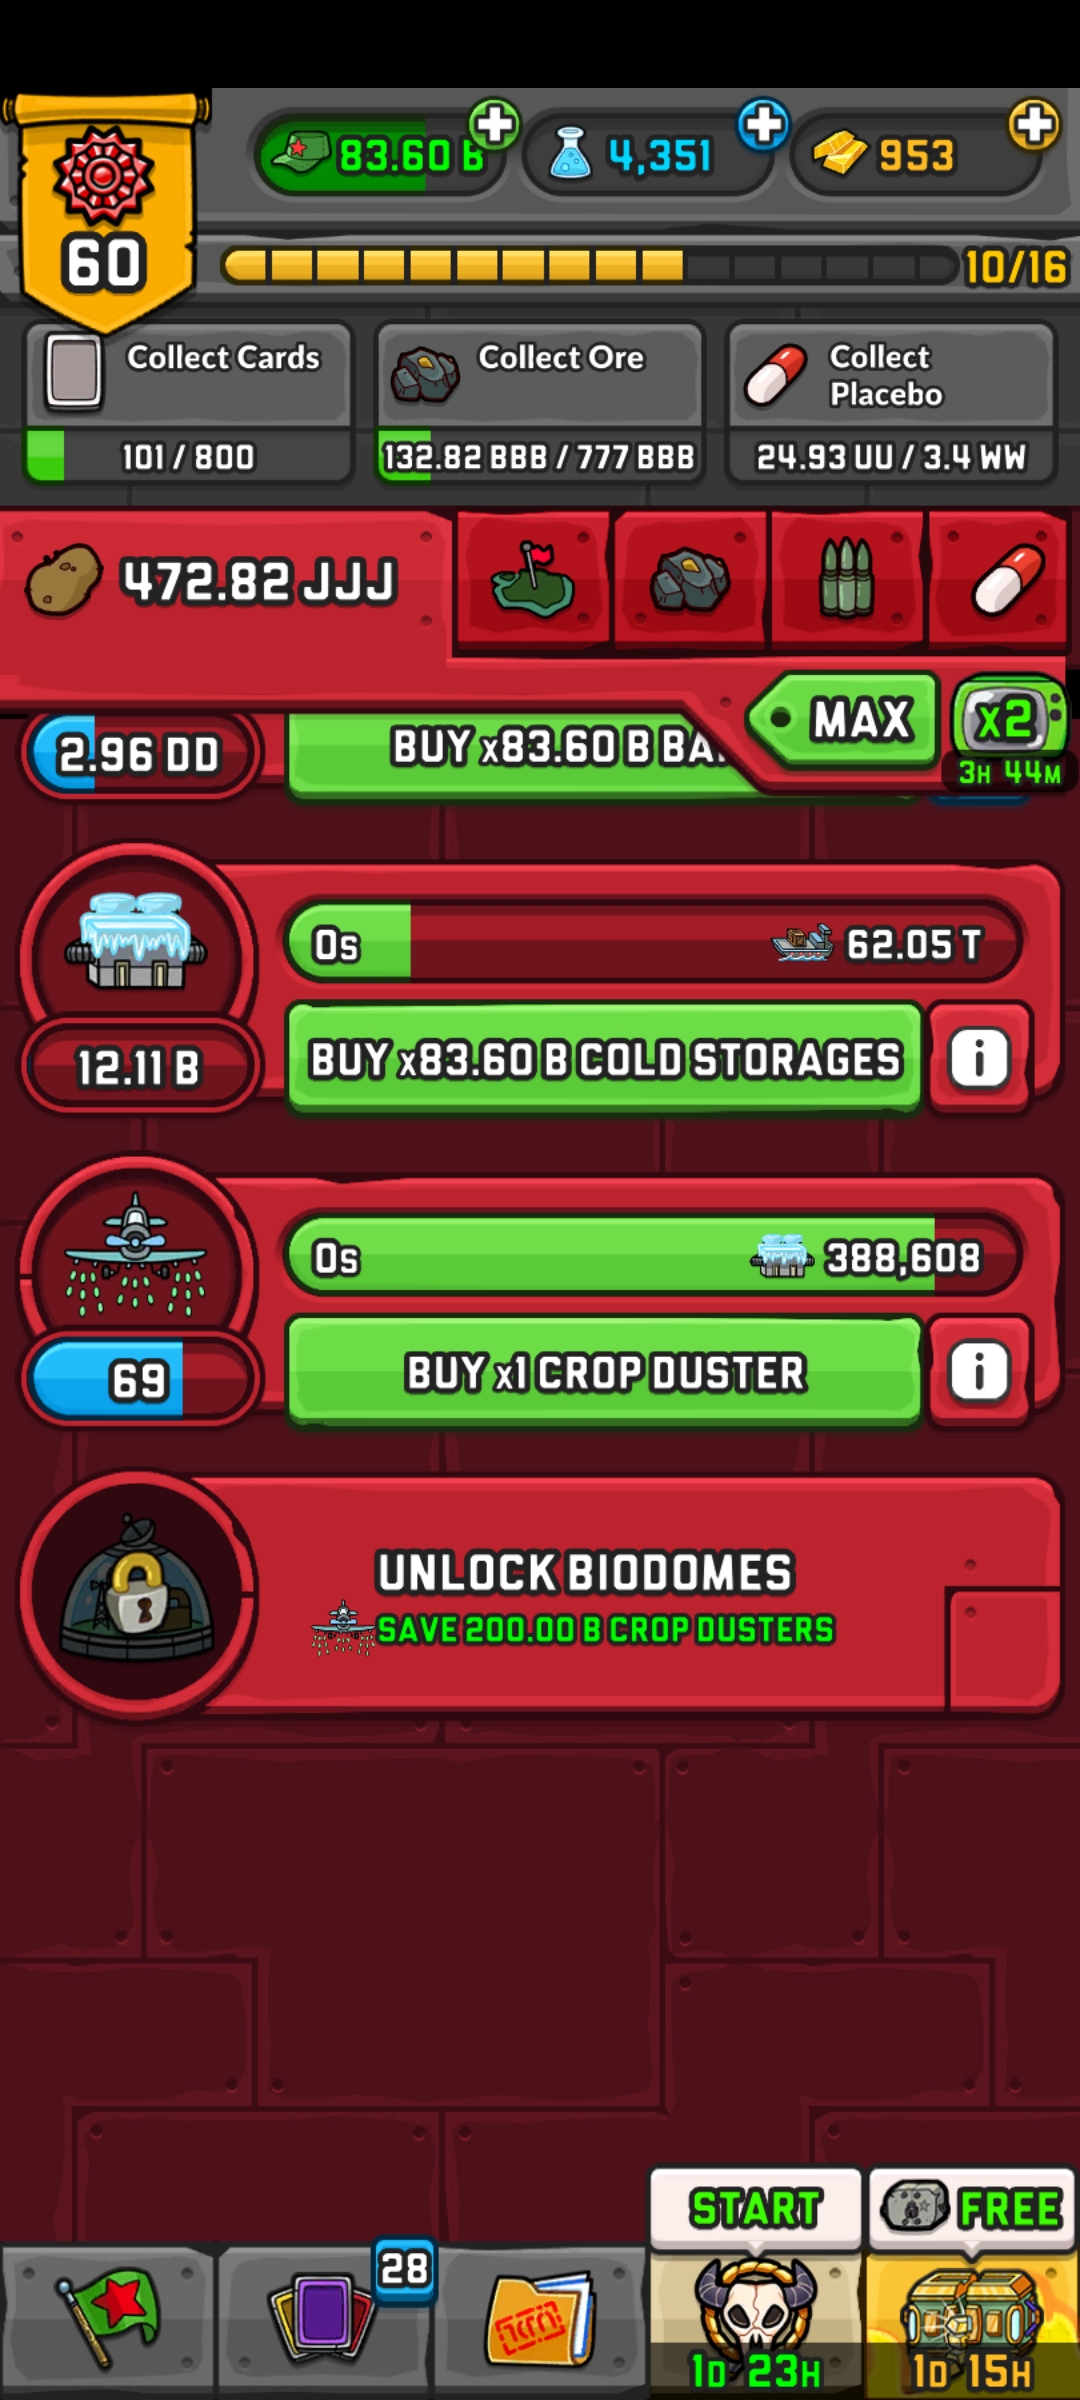 83.60 B
4,351
953
60
10/16
Collect Cards
101 / 800
Collect Ore
132.82 BBB / 777 BBB
Collect
Placebo
24.93 UU / 3.4 WW
472.82 JJJ
MAX
x2
3H 44M
2.96 DD
BUY x83.60 B BA
0s
62.05 T
12.11 B
BUY x83.60 B COLD STORAGES
i
0s
388,608
69
BUY x1 CROP DUSTER
i
UNLOCK BIODOMES
SAVE 200.00 B CROP DUSTERS
START
FREE
28
1D 23H
1D 15H